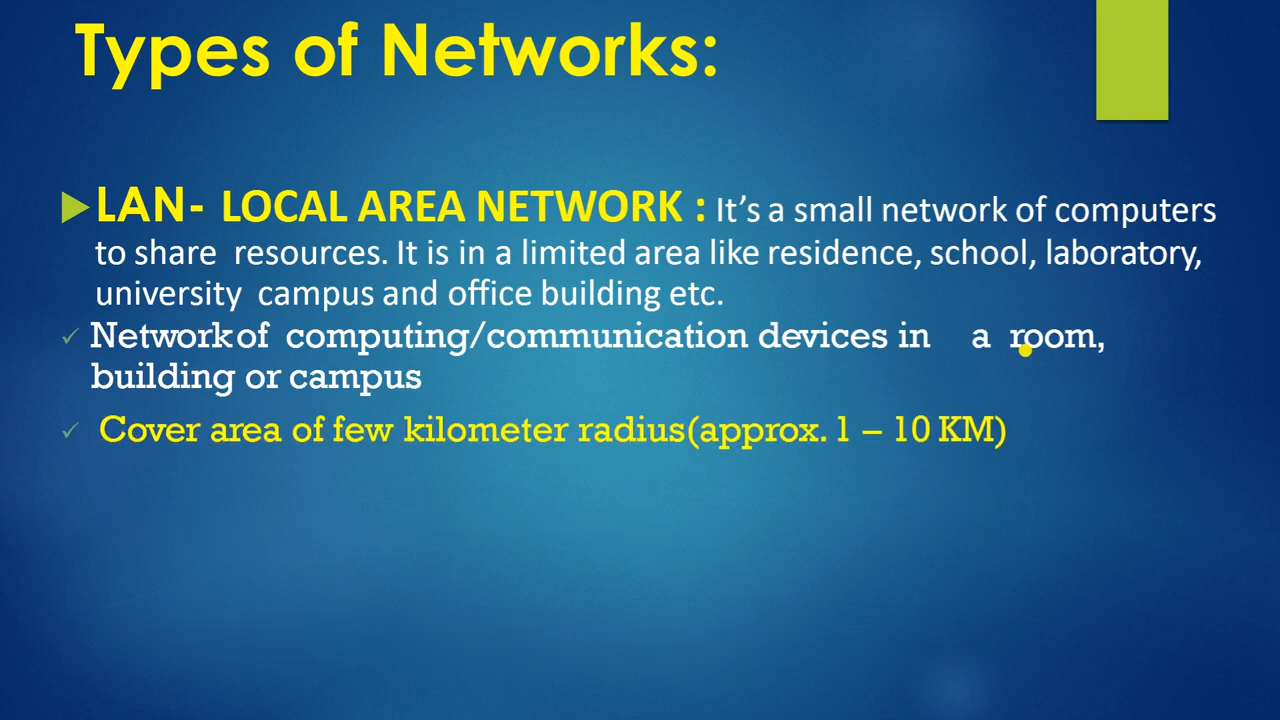 Types of Networks:
LAN- LOCAL AREA NETWORK : It’s a small network of computers
to share resources. It is in a limited area like residence, school, laboratory,
university campus and office building etc.
✓ Network of computing/communication devices in a room,
building or campus
✓ Cover area of few kilometer radius(approx. 1 – 10 KM)